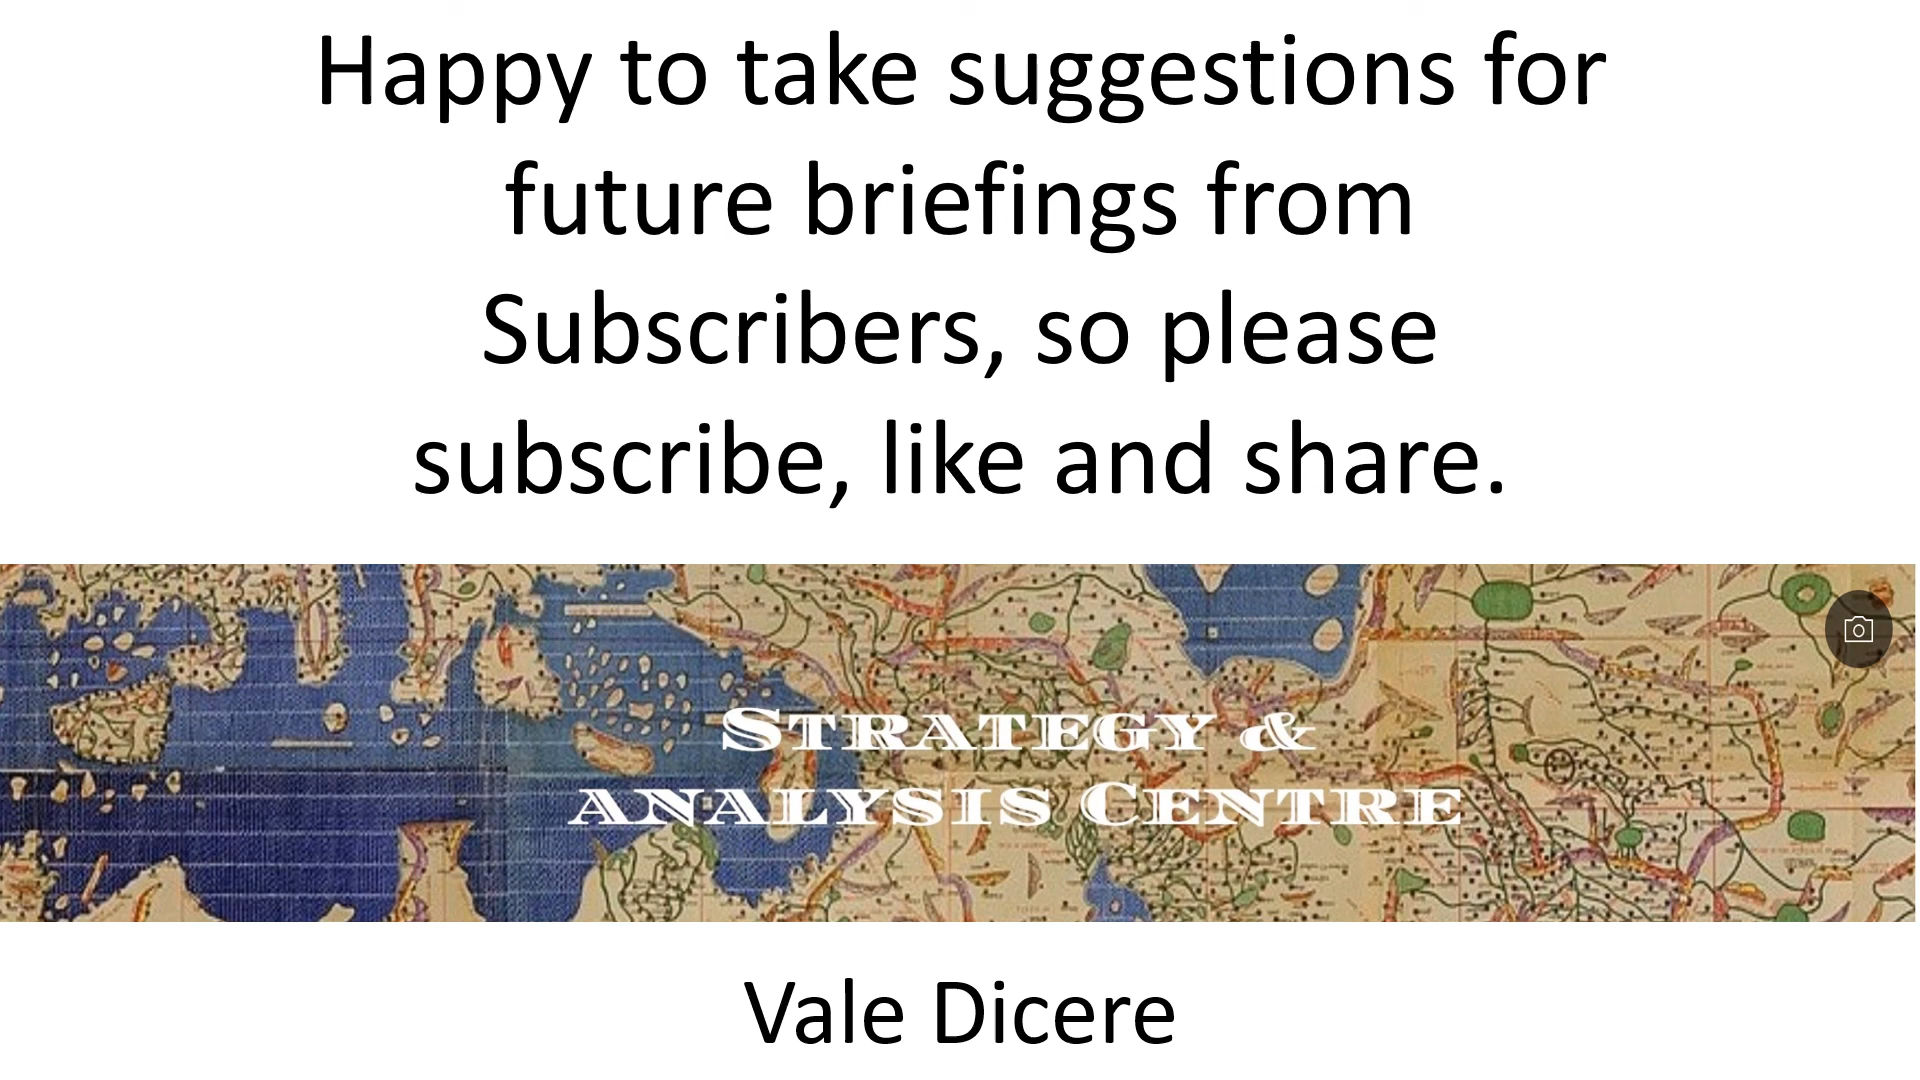 Happy to take suggestions for
future briefings from
Subscribers, so please
subscribe, like and share.
STRATEGY &
ANALYSIS CENTRE
Vale Dicere